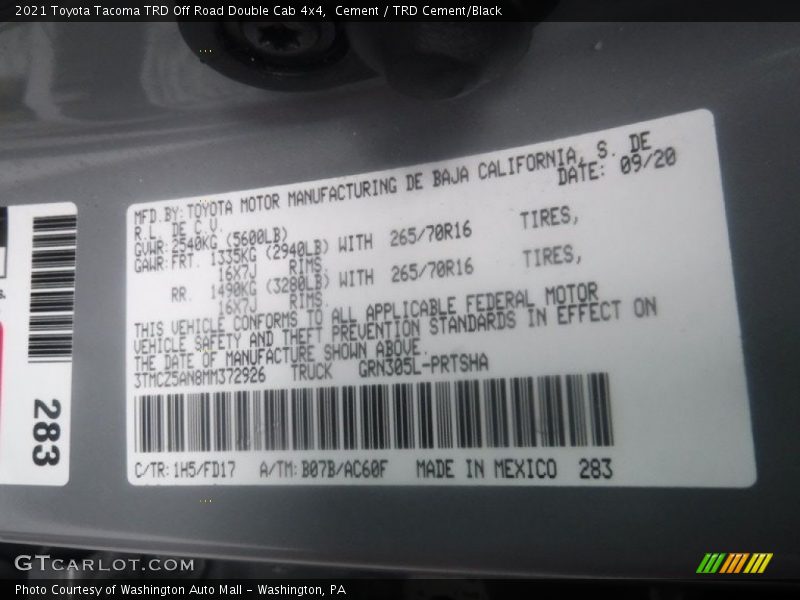 2021 Toyota Tacoma TRD Off Road Double Cab 4x4, Cement / TRD Cement/Black
MFD.BY:TOYOTA MOTOR MANUFACTURING DE BAJA CALIFORNIA, S. DE
R.L. DE C.V. DATE: 09/20
GVWR:2540KG (5600LB)
GAWR:FRT. 1335KG (2940LB) WITH 265/70R16 TIRES,
16X7J RIMS.
RR. 1490KG (3280LB) WITH 265/70R16 TIRES,
16X7J RIMS.
THIS VEHICLE CONFORMS TO ALL APPLICABLE FEDERAL MOTOR
VEHICLE SAFETY AND THEFT PREVENTION STANDARDS IN EFFECT ON
THE DATE OF MANUFACTURE SHOWN ABOVE.
3TMCZ5AN8MM372926 TRUCK GRN305L-PRTSHA
C/TR:1H5/FD17 A/TM:B07B/AC60F MADE IN MEXICO 283
283
GTCARLOT.COM
Photo Courtesy of Washington Auto Mall - Washington, PA